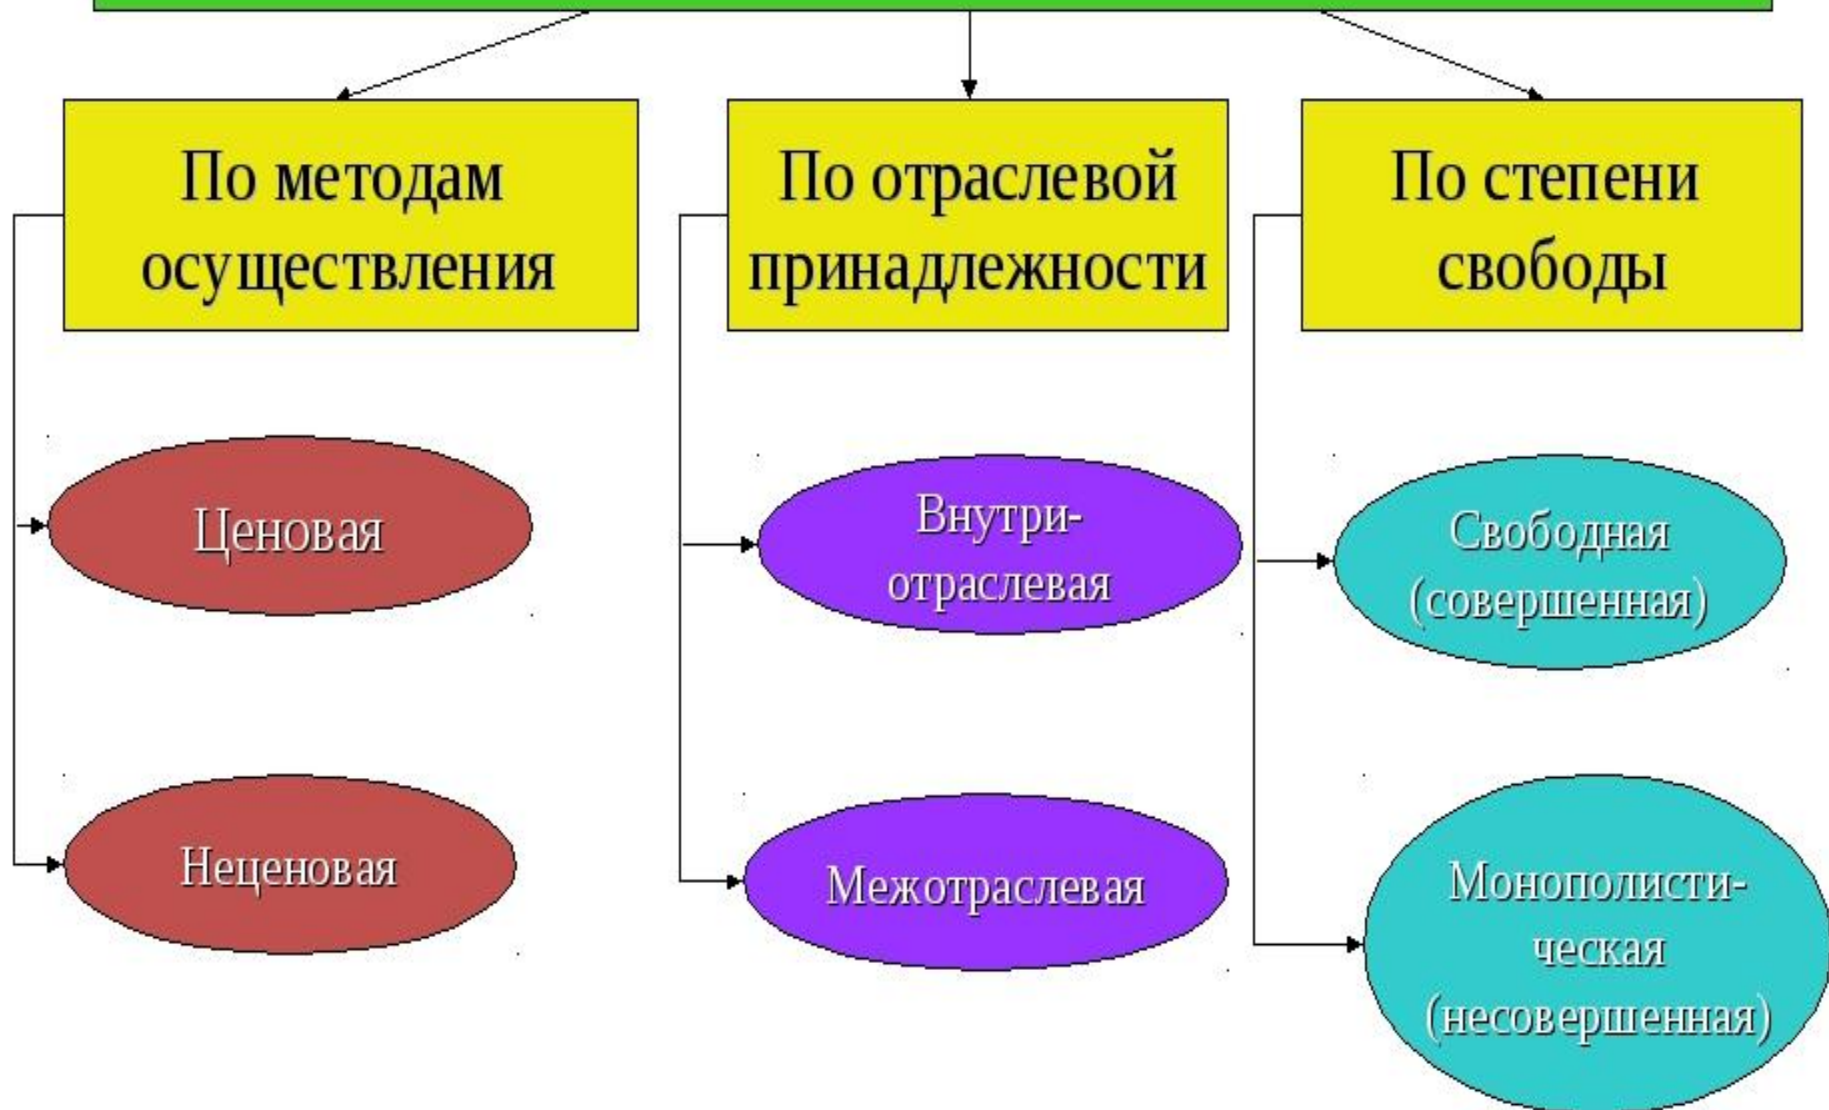 По методам
осуществления
По отраслевой
принадлежности
По степени
свободы
Ценовая
Неценовая
Внутри-
отраслевая
Межотраслевая
Свободная
(совершенная)
Монополисти-
ческая
(несовершенная)